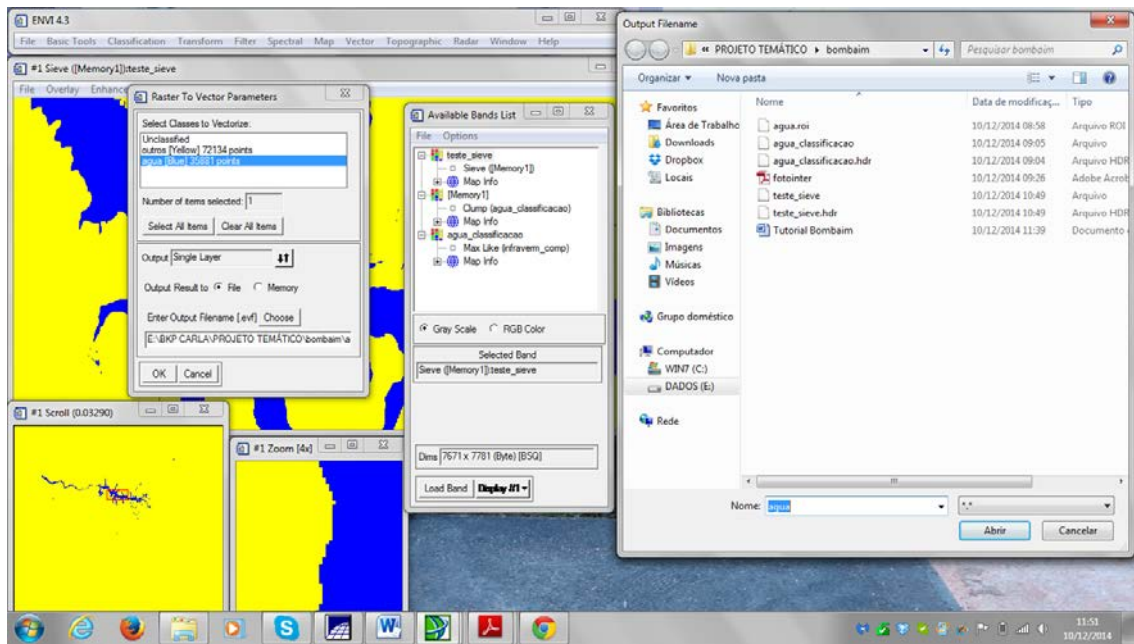 ENVI 4.3
File Basic Tools Classification Transform Filter Spectral Map Vector Topographic Radar Window Help
#1 Sieve ([Memory1]):teste_sieve
File Overlay Enhance
Raster To Vector Parameters
Select Classes to Vectorize:
Unclassified
outros [Yellow] 72134 points
agua [Blue] 35881 points
Number of items selected: 1
Select All Items Clear All Items
Output Single Layer
Output Result to File Memory
Enter Output Filename [.evf] Choose
E:\BKP CARLA\PROJETO TEMÁTICO\bombaim\a
OK Cancel
#1 Scroll (0.03290)
#1 Zoom [4x]
Available Bands List
File Options
teste_sieve
Sieve ([Memory1])
Map Info
[Memory1]
Clump (agua_classificacao)
Map Info
agua_classificacao
Max Like (infraverm_comp)
Map Info
Gray Scale RGB Color
Selected Band
Sieve ([Memory1]):teste_sieve
Dims 7671 x 7781 (Byte) [BSQ]
Load Band Display #1
Output Filename
« PROJETO TEMÁTICO bombaim
Pesquisar bombaim
Organizar Nova pasta
Favoritos
Área de Trabalho
Downloads
Dropbox
Locais
Bibliotecas
Documentos
Imagens
Músicas
Vídeos
Grupo doméstico
Computador
WIN7 (C:)
DADOS (E:)
Rede
Nome Data de modificaç... Tipo
agua.roi 10/12/2014 08:58 Arquivo ROI
agua_classificacao 10/12/2014 09:05 Arquivo
agua_classificacao.hdr 10/12/2014 09:04 Arquivo HDR
fotointer 10/12/2014 09:26 Adobe Acrob
teste_sieve 10/12/2014 10:49 Arquivo
teste_sieve.hdr 10/12/2014 10:49 Arquivo HDR
Tutorial Bombaim 10/12/2014 11:39 Documento
Nome: agua
*.*
Abrir Cancelar
11:51
10/12/2014